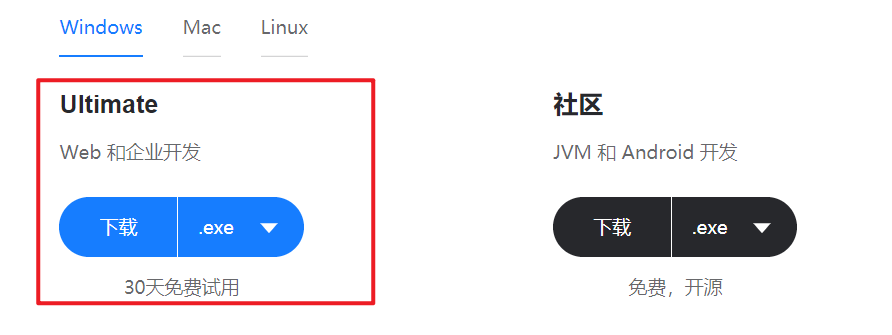 Windows Mac Linux
Ultimate
Web 和企业开发
下载 .exe
30天免费试用
社区
JVM 和 Android 开发
下载 .exe
免费，开源